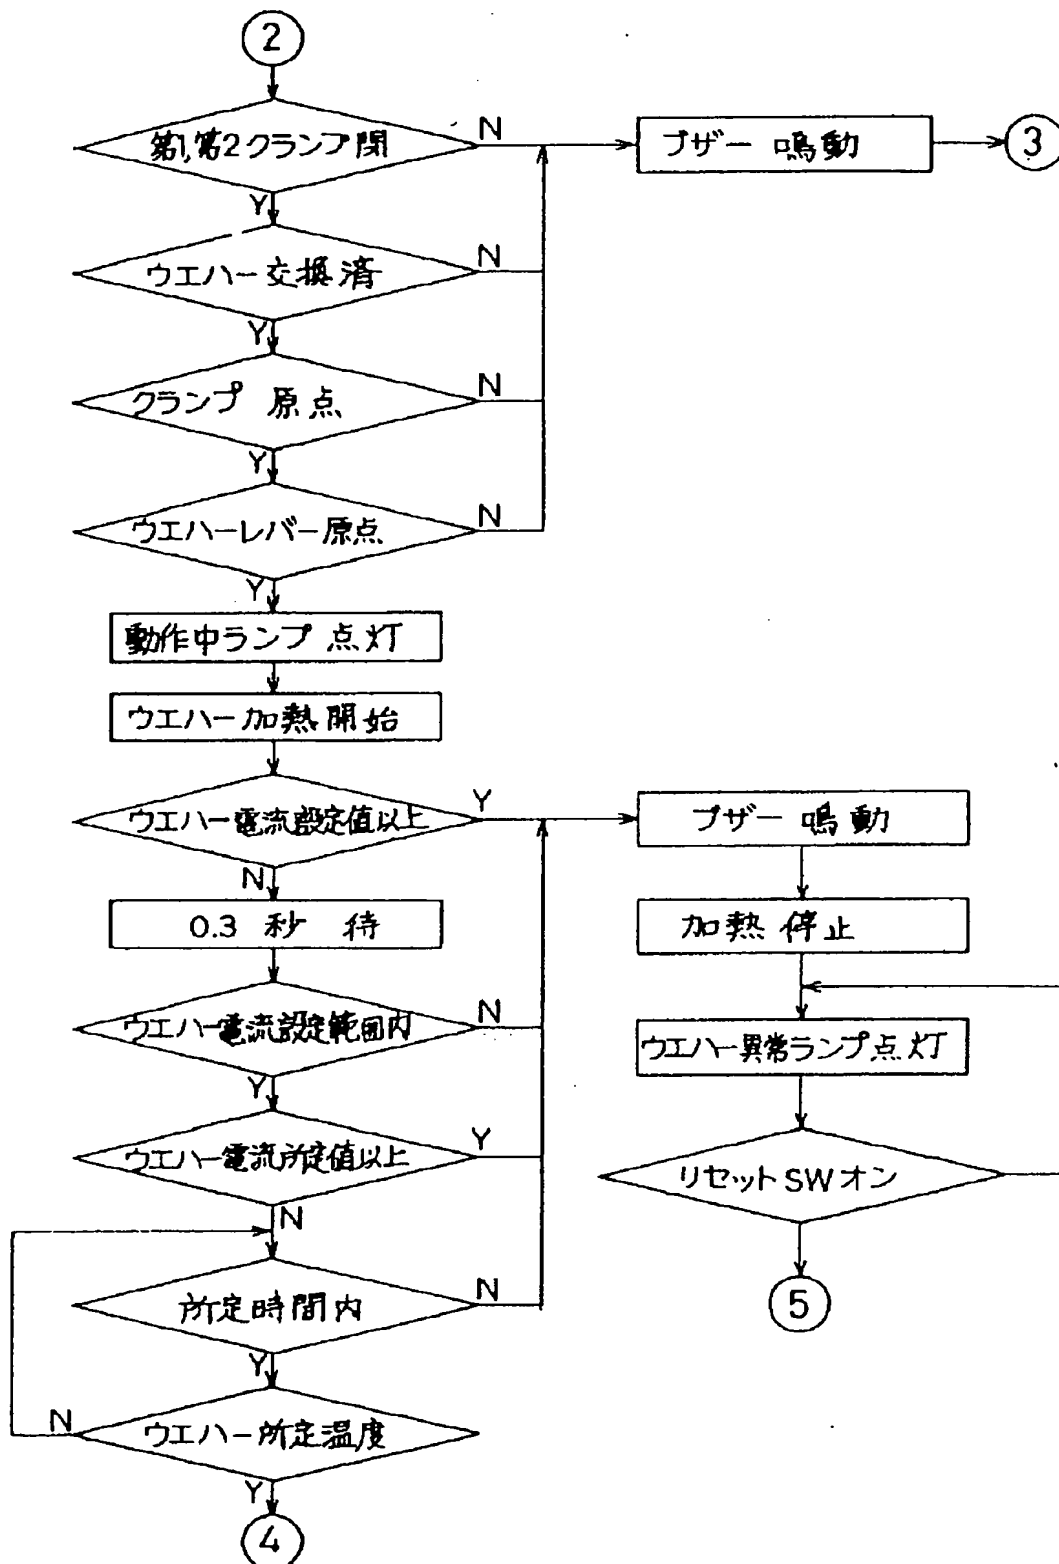 2
第1,第2クランプ閉
N
ブザー 鳴動
3
Y
ウエハー交換済
N
Y
クランプ 原点
N
Y
ウエハーレバー原点
N
Y
動作中ランプ 点灯
ウエハー加熱開始
ウエハー電流設定値以上
Y
ブザー 鳴動
N
0.3 秒 待
加熱 停止
ウエハー電流設定範囲内
N
ウエハー異常ランプ点灯
Y
ウエハー電流所定値以上
Y
リセットSWオン
N
所定時間内
N
5
Y
ウエハー所定温度
N
Y
4